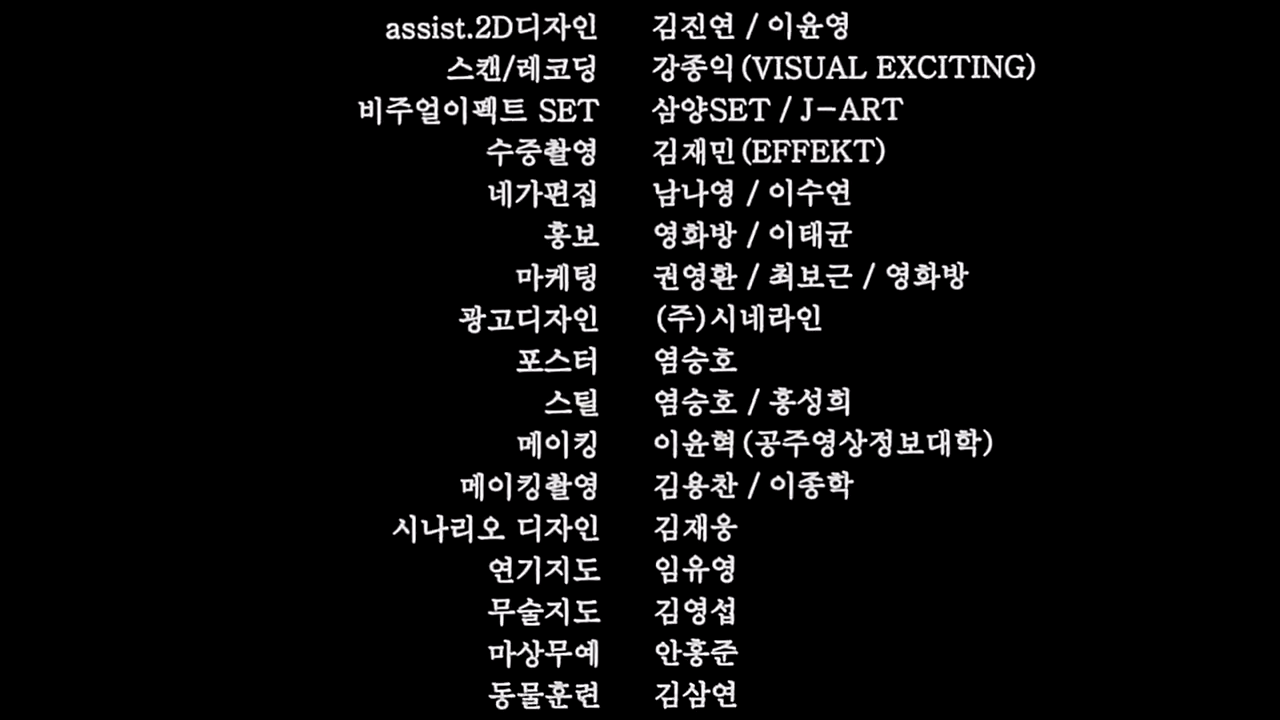 assist.2D디자인 김진연 / 이윤영
스캔/레코딩 강종익(VISUAL EXCITING)
비주얼이펙트 SET 삼양SET / J-ART
수중촬영 김재민(EFFEKT)
네가편집 남나영 / 이수연
홍보 영화방 / 이태균
마케팅 권영환 / 최보근 / 영화방
광고디자인 (주)시네라인
포스터 염승호
스틸 염승호 / 홍성희
메이킹 이윤혁(공주영상정보대학)
메이킹촬영 김용찬 / 이종학
시나리오 디자인 김재웅
연기지도 임유영
무술지도 김영섭
마상무예 안홍준
동물훈련 김삼연